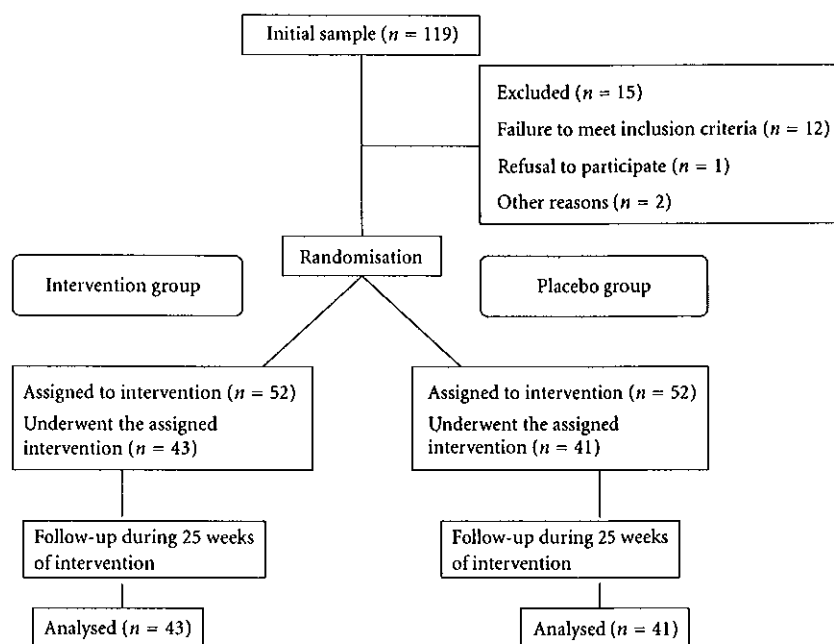 Initial sample (n = 119)
Excluded (n = 15)
Failure to meet inclusion criteria (n = 12)
Refusal to participate (n = 1)
Other reasons (n = 2)
Randomisation
Intervention group
Placebo group
Assigned to intervention (n = 52)
Underwent the assigned
intervention (n = 43)
Assigned to intervention (n = 52)
Underwent the assigned
intervention (n = 41)
Follow-up during 25 weeks
of intervention
Follow-up during 25 weeks
of intervention
Analysed (n = 43)
Analysed (n = 41)